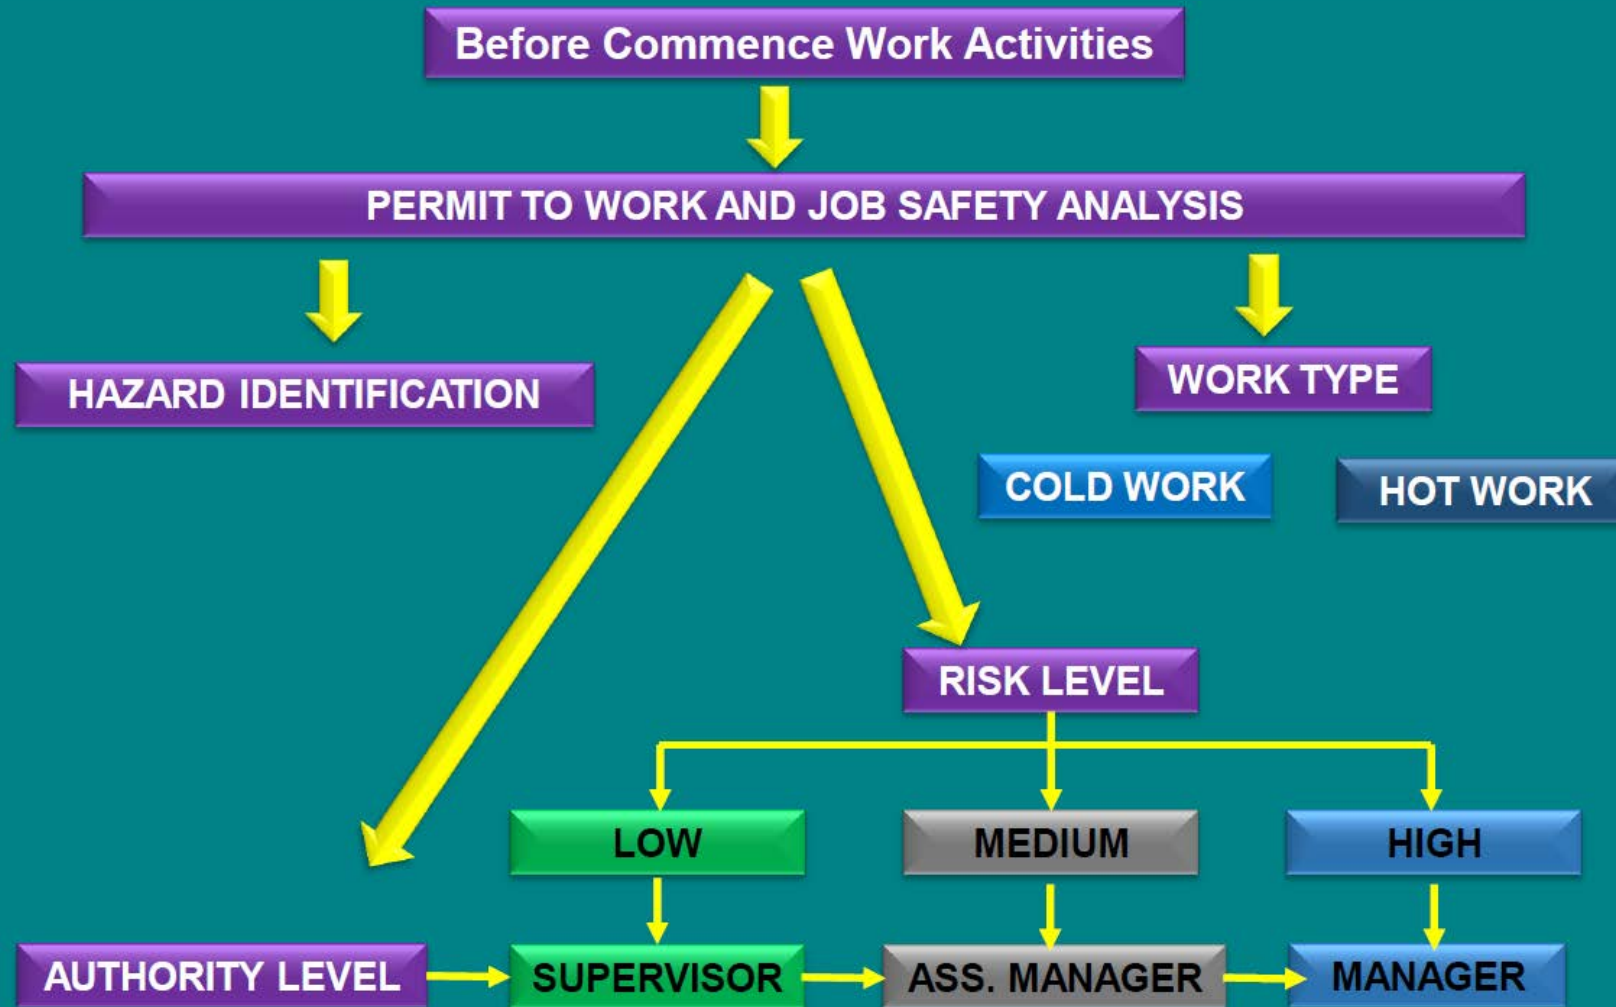 Before Commence Work Activities
PERMIT TO WORK AND JOB SAFETY ANALYSIS
HAZARD IDENTIFICATION
WORK TYPE
COLD WORK
HOT WORK
RISK LEVEL
LOW
MEDIUM
HIGH
AUTHORITY LEVEL
SUPERVISOR
ASS. MANAGER
MANAGER